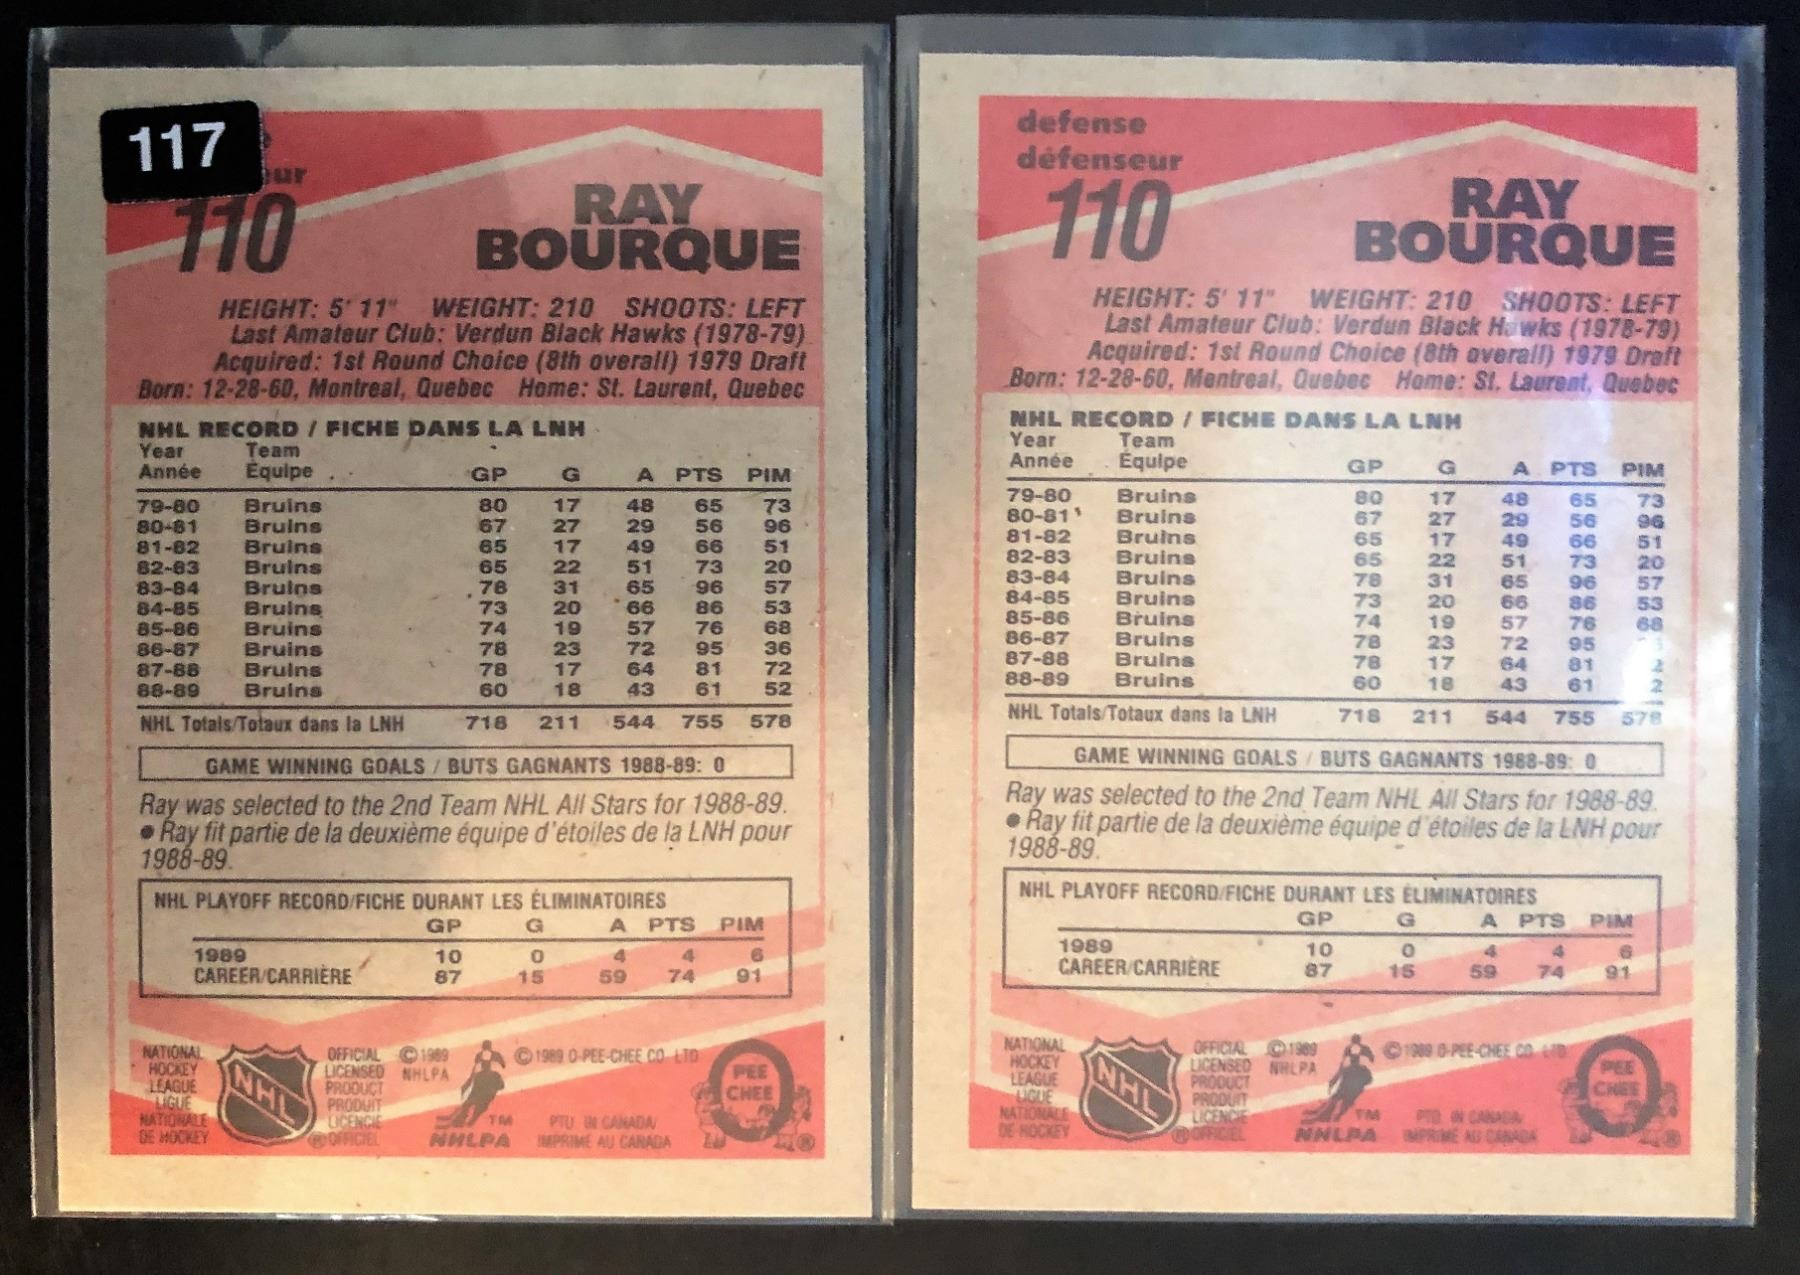 117
110
RAY
BOURQUE
HEIGHT: 5' 11" WEIGHT: 210 SHOOTS: LEFT
Last Amateur Club: Verdun Black Hawks (1978-79)
Acquired: 1st Round Choice (8th overall) 1979 Draft
Born: 12-28-60, Montreal, Quebec Home: St. Laurent, Quebec
NHL RECORD / FICHE DANS LA LNH
Year Team
Année Équipe GP G A PTS PIM
79-80 Bruins 80 17 48 65 73
80-81 Bruins 67 27 29 56 96
81-82 Bruins 65 17 49 66 51
82-83 Bruins 65 22 51 73 20
83-84 Bruins 78 31 65 96 57
84-85 Bruins 73 20 66 86 53
85-86 Bruins 74 19 57 76 68
86-87 Bruins 78 23 72 95 36
87-88 Bruins 78 17 64 81 72
88-89 Bruins 60 18 43 61 52
NHL Totals/Totaux dans la LNH 718 211 544 755 578
GAME WINNING GOALS / BUTS GAGNANTS 1988-89: 0
Ray was selected to the 2nd Team NHL All Stars for 1988-89.
● Ray fit partie de la deuxième équipe d'étoiles de la LNH pour
1988-89.
NHL PLAYOFF RECORD/FICHE DURANT LES ÉLIMINATOIRES
GP G A PTS PIM
1989 10 0 4 4 6
CAREER/CARRIÈRE 87 15 59 74 91
NATIONAL
HOCKEY
LEAGUE
LIGUE
NATIONALE
DE HOCKEY
NHL
OFFICIAL
LICENSED
PRODUCT
PRODUIT
LICENCIE
® OFFICIEL
© 1989
NHLPA
TM
NHLPA
© 1989 O-PEE-CHEE CO. LTD.
PTD. IN CANADA
IMPRIMÉ AU CANADA
O
PEE
CHEE
®
defense
défenseur
110
RAY
BOURQUE
HEIGHT: 5' 11" WEIGHT: 210 SHOOTS: LEFT
Last Amateur Club: Verdun Black Hawks (1978-79)
Acquired: 1st Round Choice (8th overall) 1979 Draft
Born: 12-28-60, Montreal, Quebec Home: St. Laurent, Quebec
NHL RECORD / FICHE DANS LA LNH
Year Team
Année Équipe GP G A PTS PIM
79-80 Bruins 80 17 48 65 73
80-81 Bruins 67 27 29 56 96
81-82 Bruins 65 17 49 66 51
82-83 Bruins 65 22 51 73 20
83-84 Bruins 78 31 65 96 57
84-85 Bruins 73 20 66 86 53
85-86 Bruins 74 19 57 76 68
86-87 Bruins 78 23 72 95
87-88 Bruins 78 17 64 81
88-89 Bruins 60 18 43 61
NHL Totals/Totaux dans la LNH 718 211 544 755 578
GAME WINNING GOALS / BUTS GAGNANTS 1988-89: 0
Ray was selected to the 2nd Team NHL All Stars for 1988-89.
● Ray fit partie de la deuxième équipe d'étoiles de la LNH pour
1988-89.
NHL PLAYOFF RECORD/FICHE DURANT LES ÉLIMINATOIRES
GP G A PTS PIM
1989 10 0 4 4 6
CAREER/CARRIÈRE 87 15 59 74 91
NATIONAL
HOCKEY
LEAGUE
LIGUE
NATIONALE
DE HOCKEY
NHL
OFFICIAL
LICENSED
PRODUCT
PRODUIT
LICENCIE
® OFFICIEL
© 1989
NHLPA
TM
NHLPA
© 1989 O-PEE-CHEE CO. LTD.
PTD. IN CANADA
IMPRIMÉ AU CANADA
O
PEE
CHEE
®